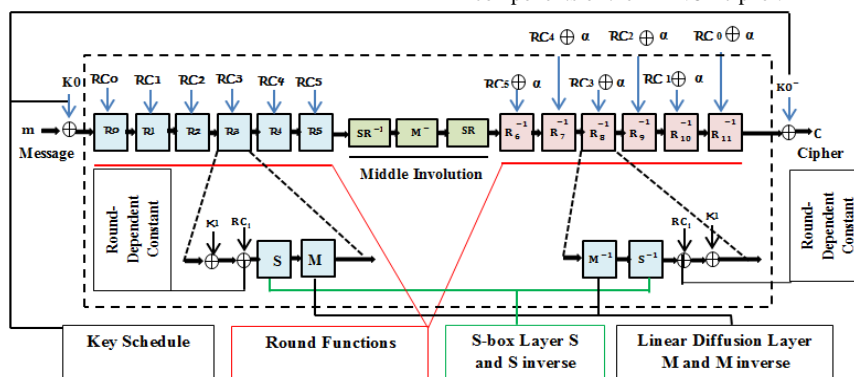 RC4 ⊕ α RC2 ⊕ α RC0 ⊕ α
K0 RC0 RC1 RC2 RC3 RC4 RC5 RC5 ⊕ α RC3 ⊕ α RC1 ⊕ α K0⁻
m R0 R1 R2 R3 R4 R5 SR⁻¹ M⁻ SR R₆⁻¹ R₇⁻¹ R₈⁻¹ R₉⁻¹ R₁₀⁻¹ R₁₁⁻¹ C
Message Cipher
Middle Involution
Round-
Dependent
Constant
K1 RC₁
S M
RC₁ K1
M⁻¹ S⁻¹
Round-
Dependent
Constant
Key Schedule
Round Functions
S-box Layer S
and S inverse
Linear Diffusion Layer
M and M inverse